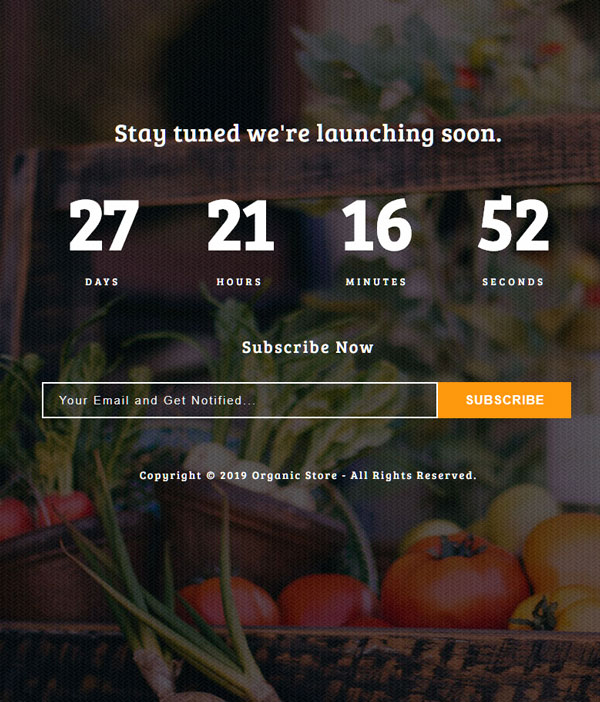 Stay tuned we're launching soon.
27 21 16 52
DAYS HOURS MINUTES SECONDS
Subscribe Now
Your Email and Get Notified... SUBSCRIBE
Copyright © 2019 Organic Store - All Rights Reserved.